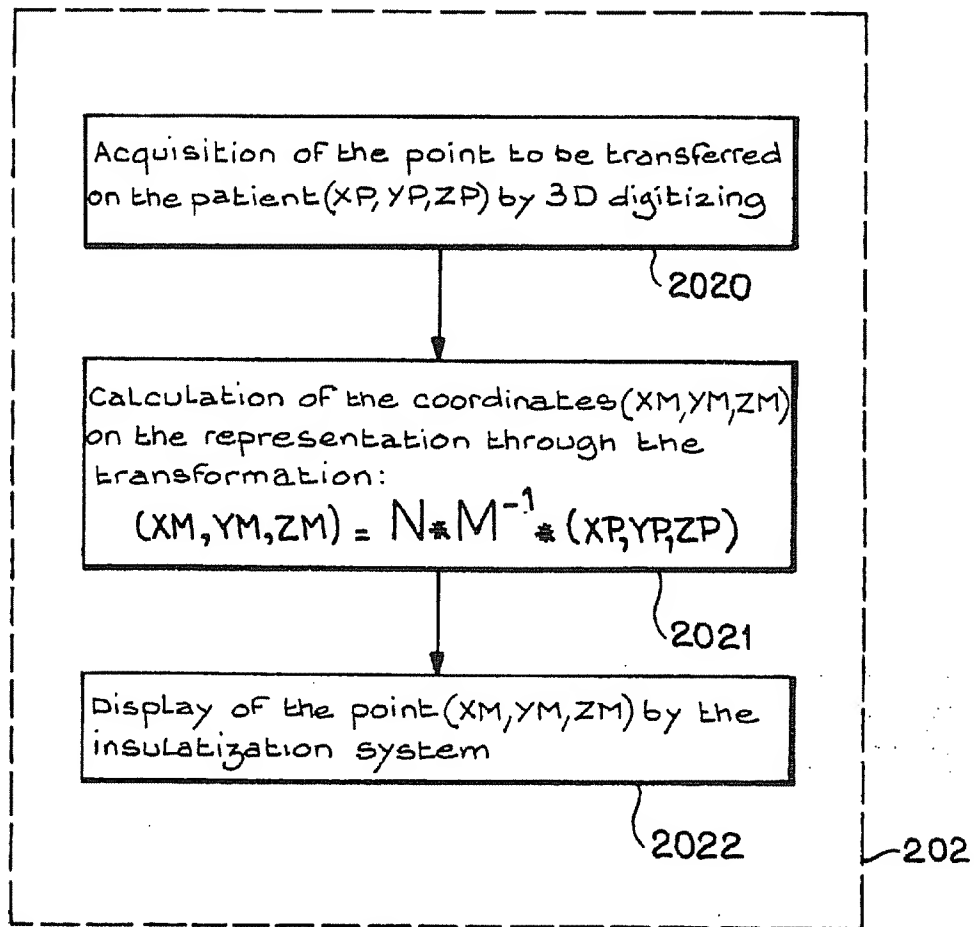 Acquisition of the point to be transferred
on the patient (XP, YP, ZP) by 3D digitizing
2020
Calculation of the coordinates (XM, YM, ZM)
on the representation through the
transformation:
(XM, YM, ZM) = N * M⁻¹ * (XP, YP, ZP)
2021
Display of the point (XM, YM, ZM) by the
insulatization system
2022
202